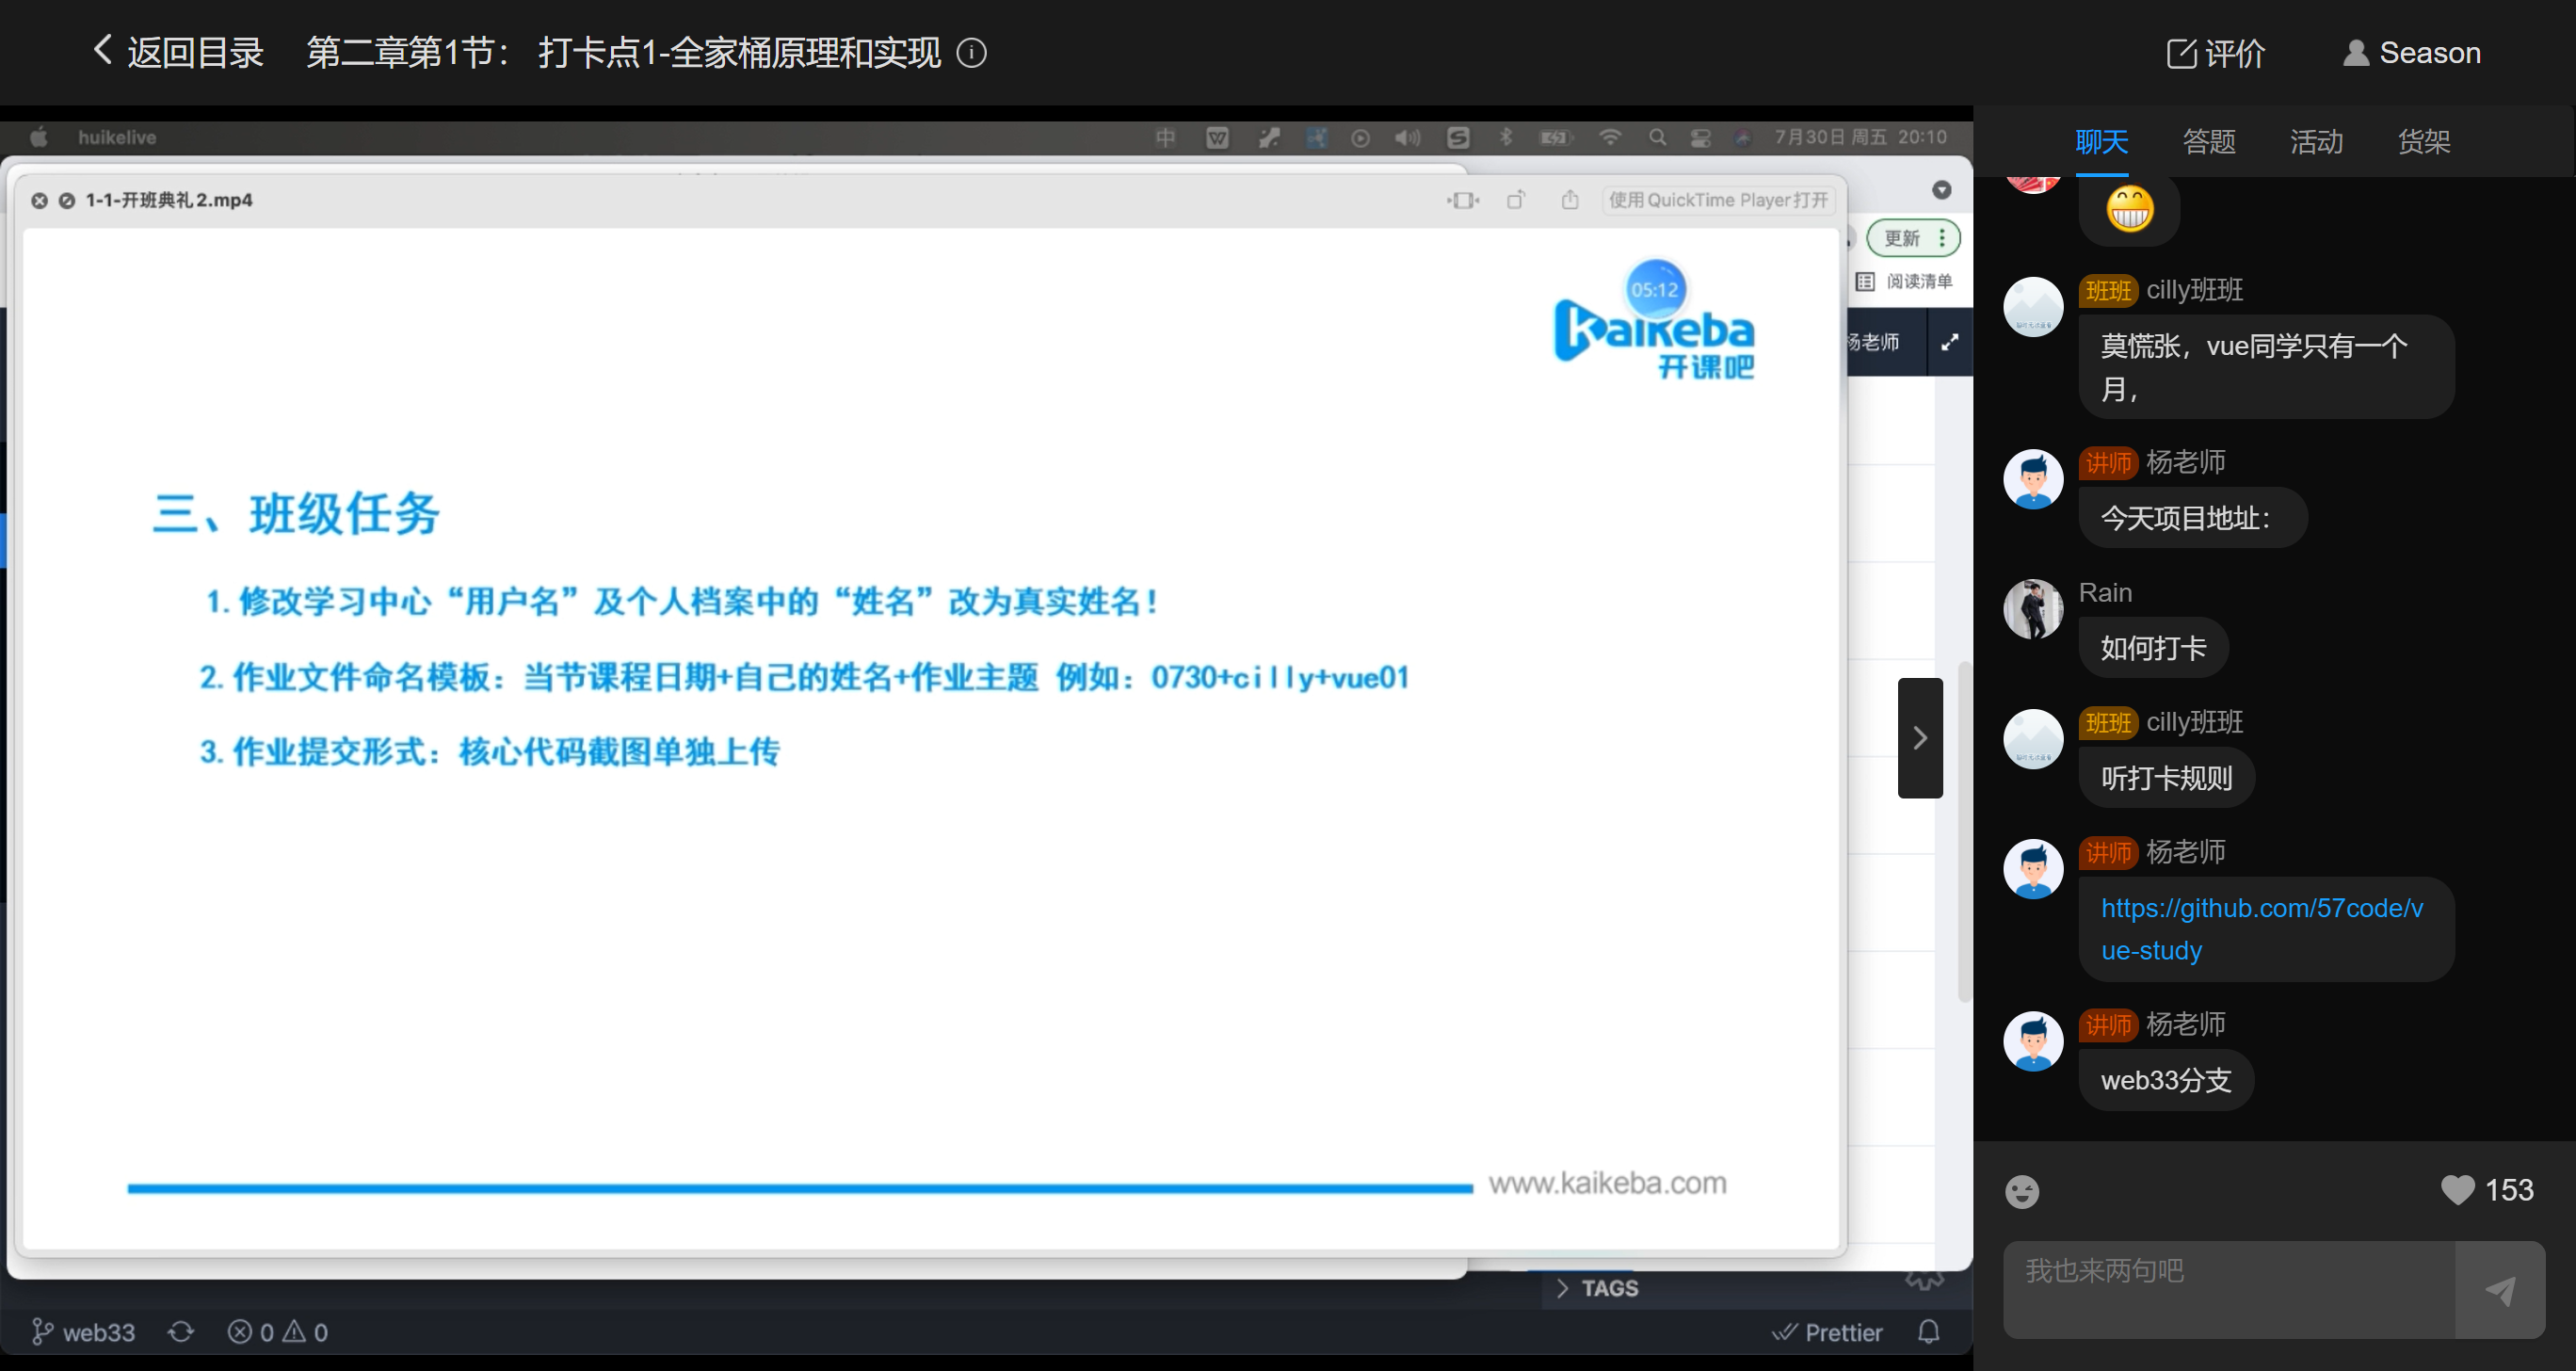 返回目录 第二章第1节： 打卡点1-全家桶原理和实现
评价 Season
huikelive
中 7月30日 周五 20:10
1-1-开班典礼2.mp4
使用QuickTime Player打开
更新
阅读清单
05:12
kaikeba
开课吧
杨老师
三、班级任务
1. 修改学习中心“用户名”及个人档案中的“姓名”改为真实姓名！
2. 作业文件命名模板：当节课程日期+自己的姓名+作业主题 例如：0730+cilly+vue01
3. 作业提交形式：核心代码截图单独上传
www.kaikeba.com
TAGS
web33 0 0
Prettier
聊天 答题 活动 货架
班班 cilly班班
莫慌张，vue同学只有一个
月，
讲师 杨老师
今天项目地址：
Rain
如何打卡
班班 cilly班班
听打卡规则
讲师 杨老师
https://github.com/57code/v
ue-study
讲师 杨老师
web33分支
153
我也来两句吧